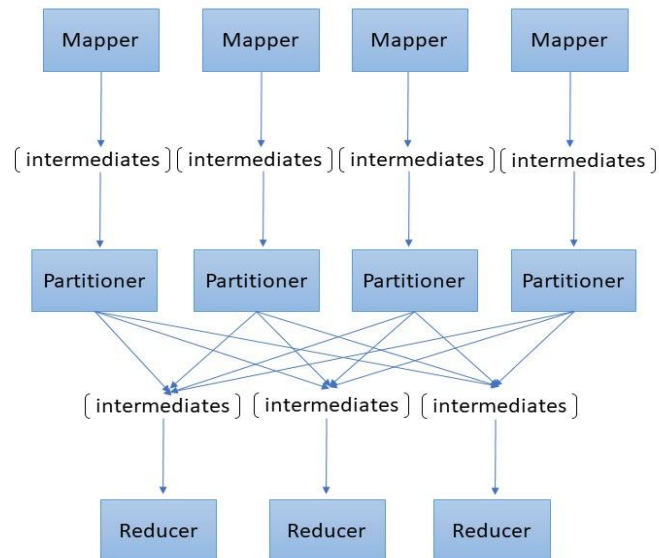 Mapper Mapper Mapper Mapper
(intermediates) (intermediates) (intermediates) (intermediates)
Partitioner Partitioner Partitioner Partitioner
(intermediates) (intermediates) (intermediates)
Reducer Reducer Reducer